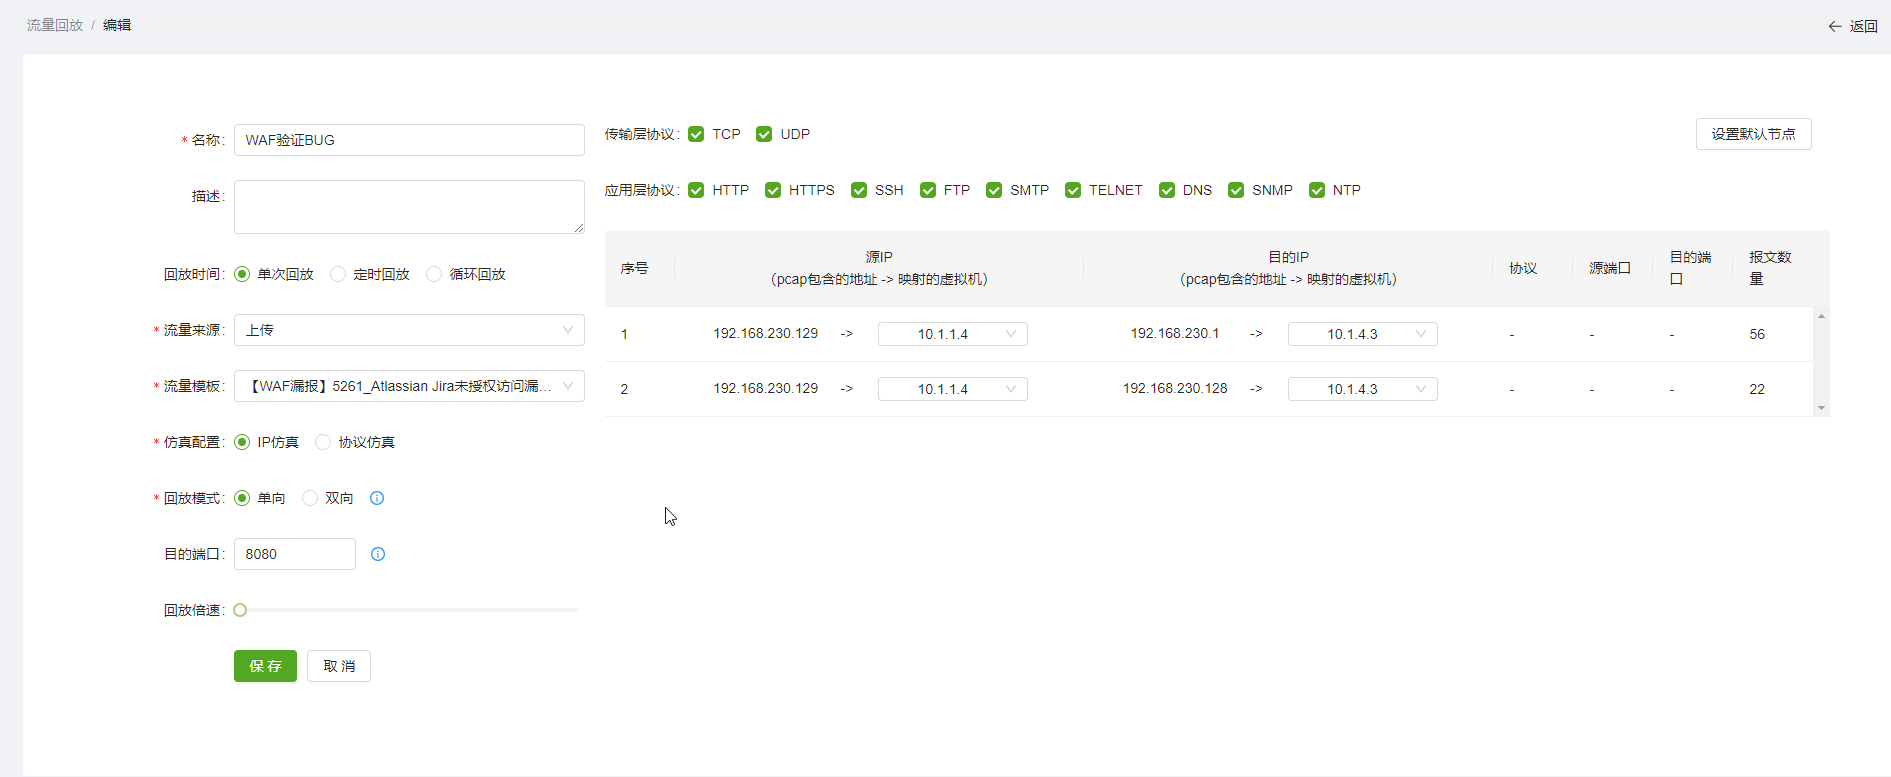 流量回放 / 编辑
← 返回
* 名称: WAF验证BUG
描述:
回放时间: 单次回放 定时回放 循环回放
* 流量来源: 上传
* 流量模板: 【WAF漏报】5261_Atlassian Jira未授权访问漏...
* 仿真配置: IP仿真 协议仿真
* 回放模式: 单向 双向
目的端口: 8080
回放倍速:
保 存 取 消
传输层协议: TCP UDP
设置默认节点
应用层协议: HTTP HTTPS SSH FTP SMTP TELNET DNS SNMP NTP
序号
源IP
（pcap包含的地址 -> 映射的虚拟机）
目的IP
（pcap包含的地址 -> 映射的虚拟机）
协议
源端口
目的端
口
报文数
量
1 192.168.230.129 -> 10.1.1.4 192.168.230.1 -> 10.1.4.3 - - - 56
2 192.168.230.129 -> 10.1.1.4 192.168.230.128 -> 10.1.4.3 - - - 22